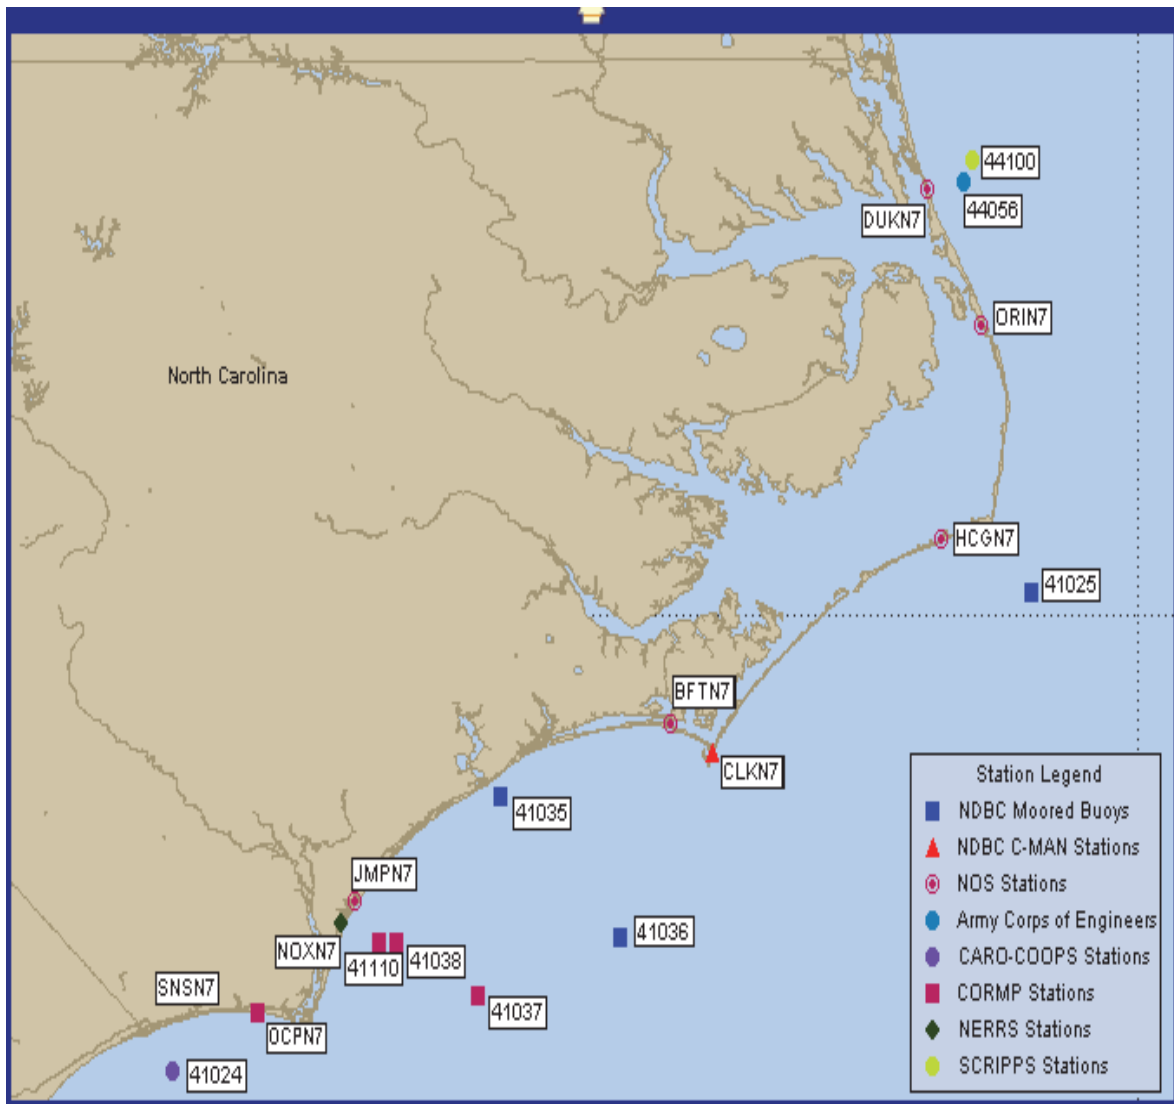 44100
44056
DUKN7
ORIN7
North Carolina
HCGN7
41025
BFTN7
CLKN7
41035
JMPN7
NOXN7
41110
41038
41036
41037
SNSN7
OCPN7
41024
Station Legend
NDBC Moored Buoys
NDBC C-MAN Stations
NOS Stations
Army Corps of Engineers
CARO-COOPS Stations
CORMP Stations
NERRS Stations
SCRIPPS Stations